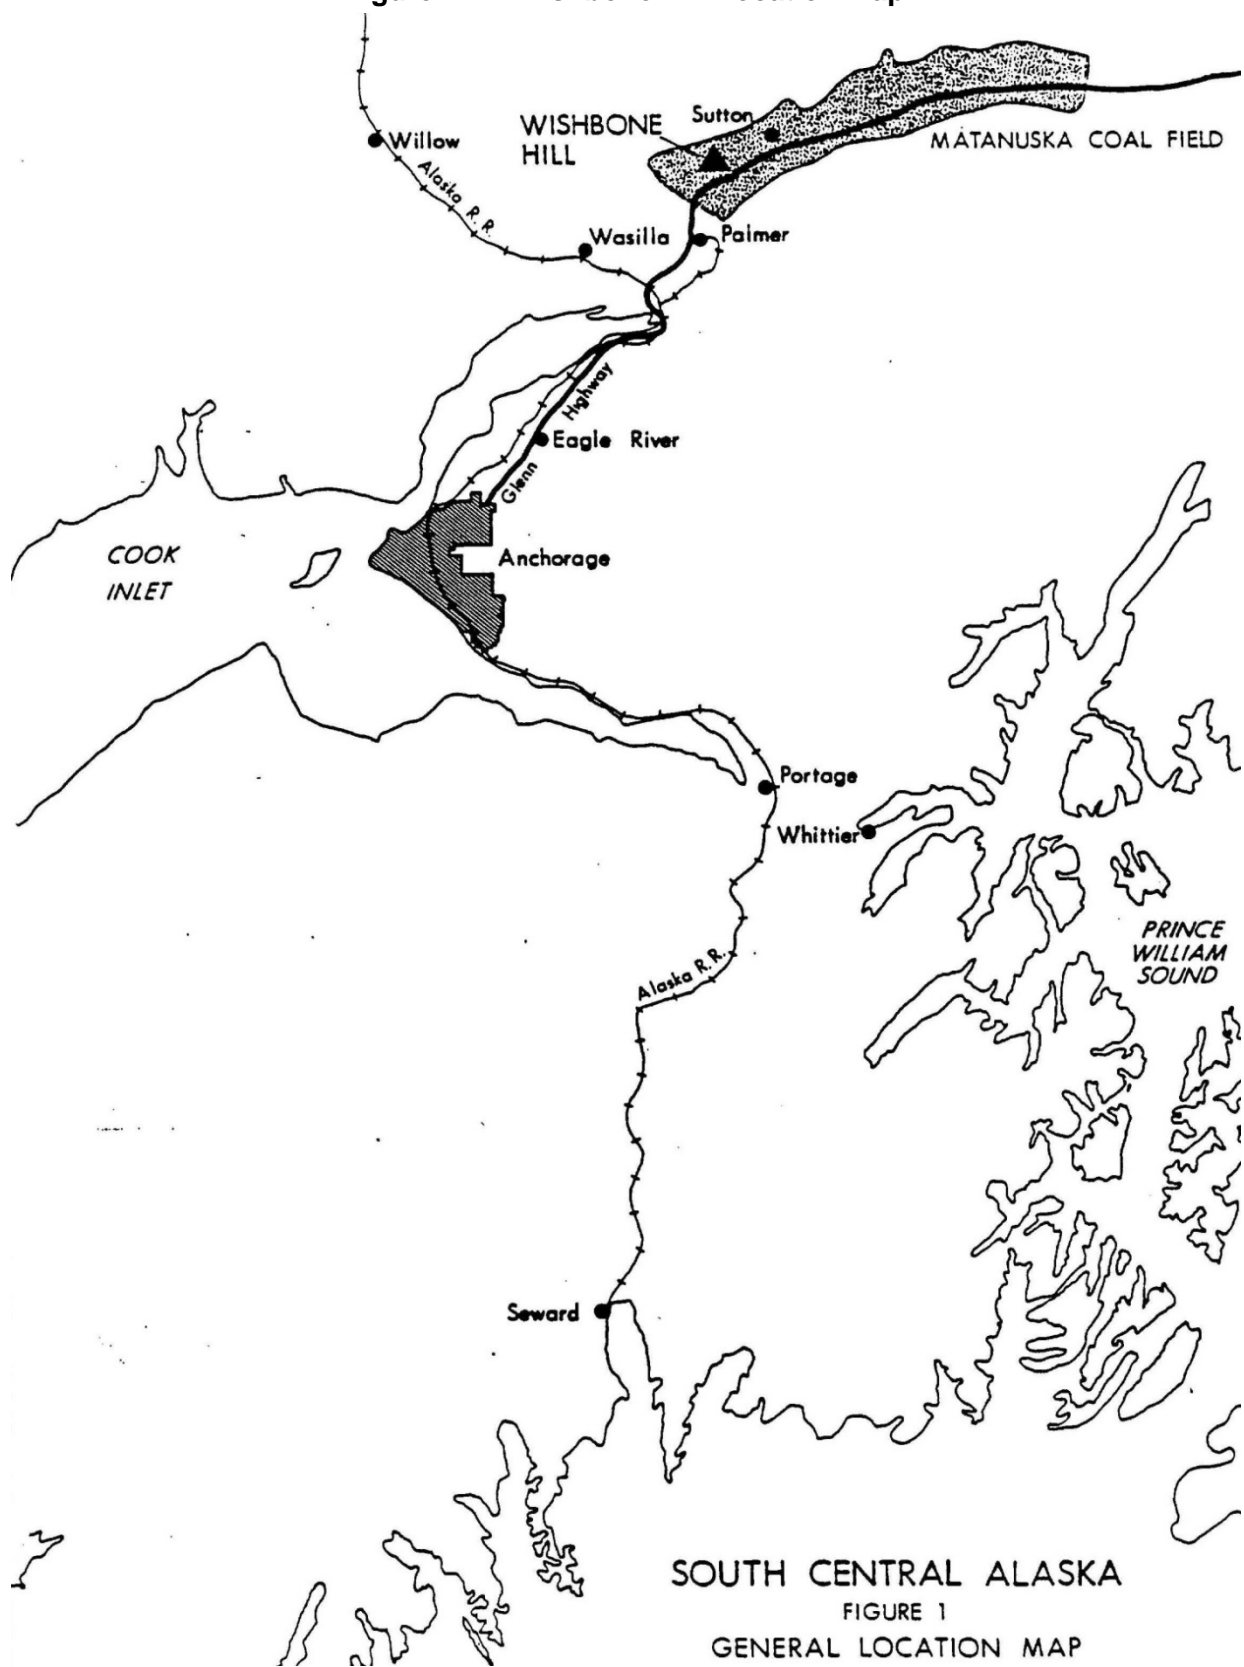 Sutton
WISHBONE
HILL
MATANUSKA COAL FIELD
Willow
Alaska R.R.
Wasilla
Palmer
Highway
Eagle River
Glenn
COOK
INLET
Anchorage
Portage
Whittier
PRINCE
WILLIAM
SOUND
Alaska R.R.
Seward
SOUTH CENTRAL ALASKA
FIGURE 1
GENERAL LOCATION MAP